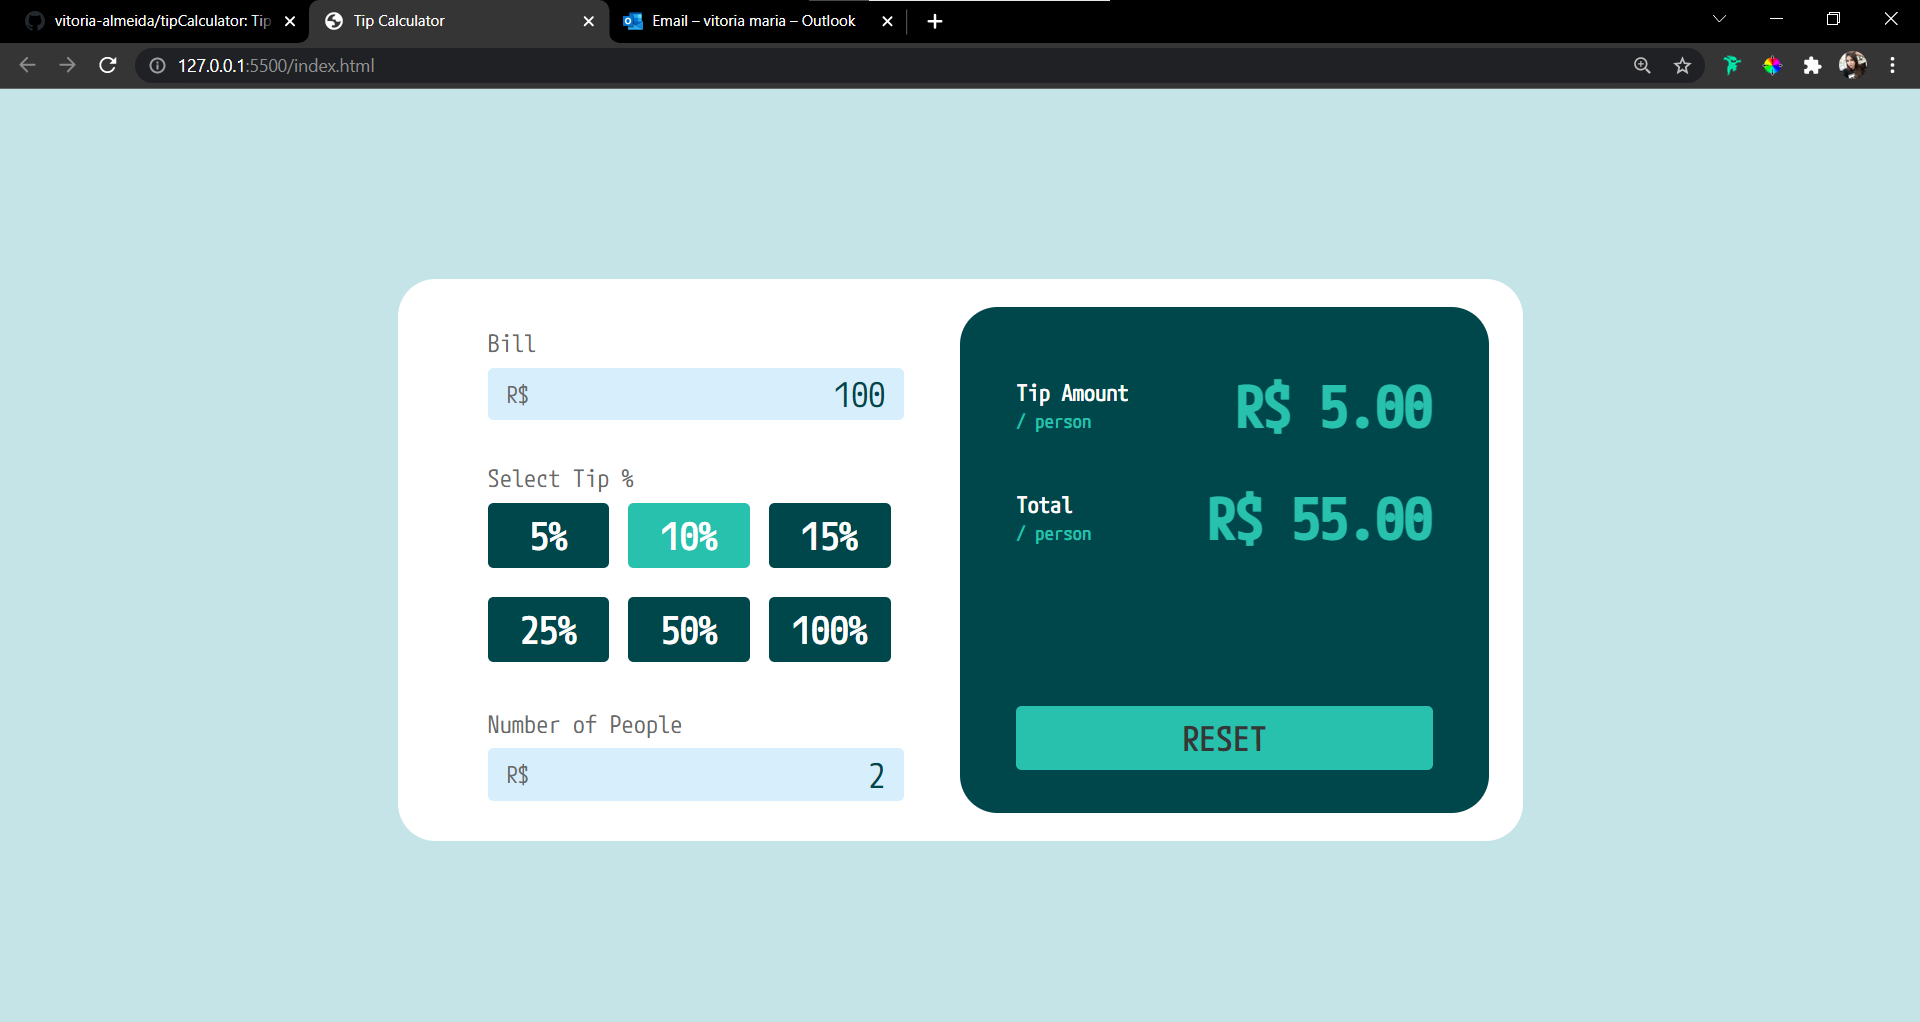 vitoria-almeida/tipCalculator: Tip
Tip Calculator
Email – vitoria maria – Outlook
127.0.0.1:5500/index.html
Bill
R$ 100
Select Tip %
5% 10% 15%
25% 50% 100%
Number of People
R$ 2
Tip Amount
/ person
R$ 5.00
Total
/ person
R$ 55.00
RESET